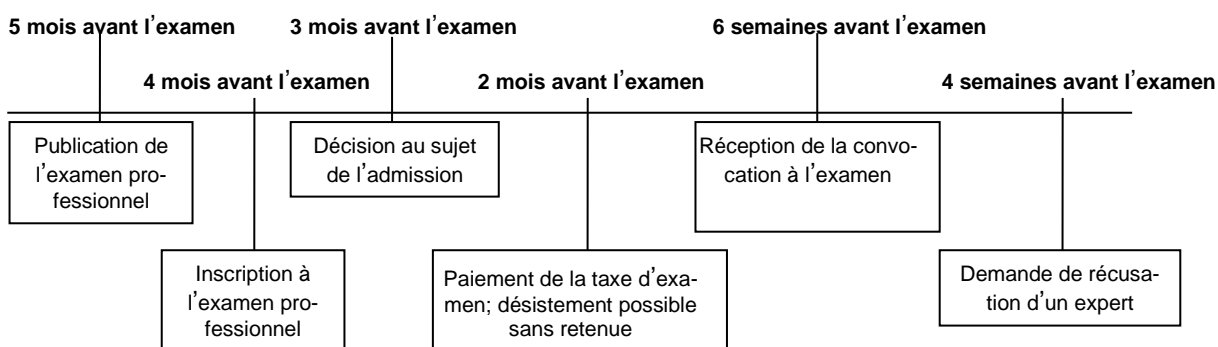 5 mois avant l'examen 3 mois avant l'examen 6 semaines avant l'examen
4 mois avant l'examen 2 mois avant l'examen 4 semaines avant l'examen
Publication de
l'examen pro-
fessionnel
Décision au sujet
de l'admission
Réception de la convo-
cation à l'examen
Inscription à
l'examen pro-
fessionnel
Paiement de la taxe d'exa-
men; désistement possible
sans retenue
Demande de récusa-
tion d'un expert